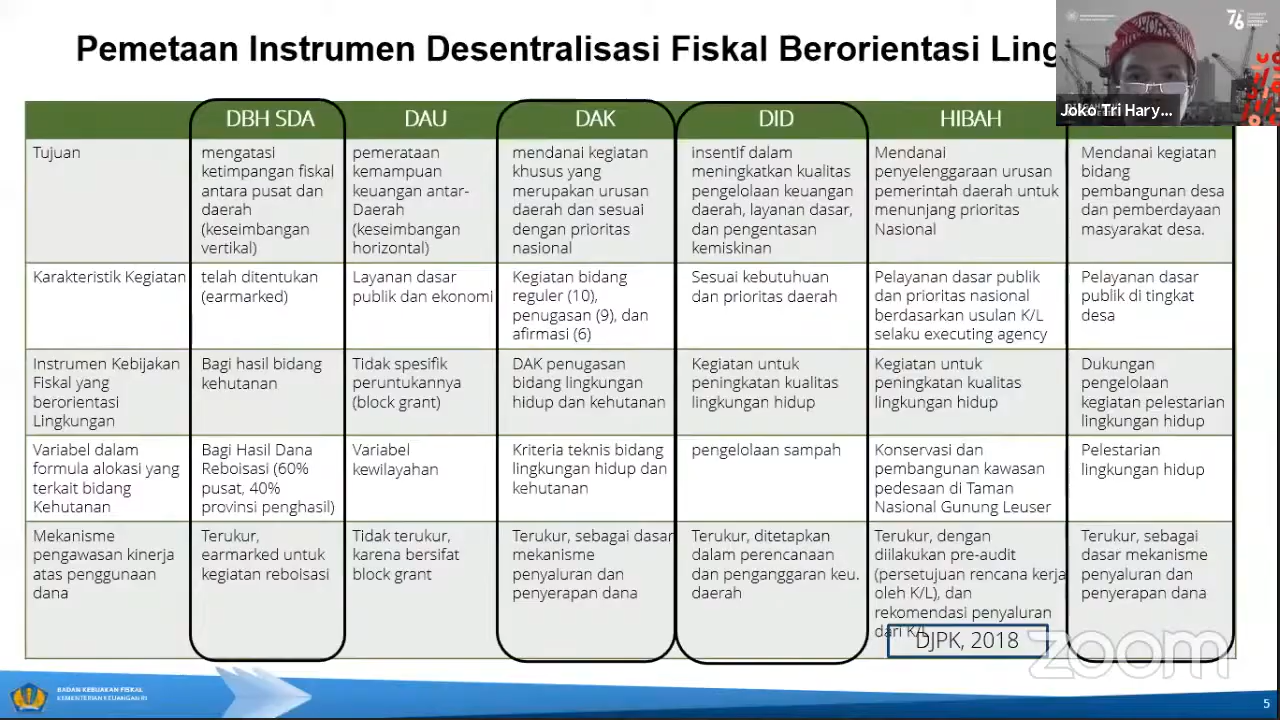 Pemetaan Instrumen Desentralisasi Fiskal Berorientasi Ling
76
Joko Tri Hary...
DBH SDA
DAU
DAK
DID
HIBAH
Tujuan
mengatasi
ketimpangan fiskal
antara pusat dan
daerah
(keseimbangan
vertikal)
pemerataan
kemampuan
keuangan antar-
Daerah
(keseimbangan
horizontal)
mendanai kegiatan
khusus yang
merupakan urusan
daerah dan sesuai
dengan prioritas
nasional
insentif dalam
meningkatkan kualitas
pengelolaan keuangan
daerah, layanan dasar,
dan pengentasan
kemiskinan
Mendanai
penyelenggaraan urusan
pemerintah daerah untuk
menunjang prioritas
Nasional
Mendanai kegiatan
bidang
pembangunan desa
dan pemberdayaan
masyarakat desa.
Karakteristik Kegiatan
telah ditentukan
(earmarked)
Layanan dasar
publik dan ekonomi
Kegiatan bidang
reguler (10),
penugasan (9), dan
afirmasi (6)
Sesuai kebutuhuan
dan prioritas daerah
Pelayanan dasar publik
dan prioritas nasional
berdasarkan usulan K/L
selaku executing agency
Pelayanan dasar
publik di tingkat
desa
Instrumen Kebijakan
Fiskal yang
berorientasi
Lingkungan
Bagi hasil bidang
kehutanan
Tidak spesifik
peruntukannya
(block grant)
DAK penugasan
bidang lingkungan
hidup dan kehutanan
Kegiatan untuk
peningkatan kualitas
lingkungan hidup
Kegiatan untuk
peningkatan kualitas
lingkungan hidup
Dukungan
pengelolaan
kegiatan pelestarian
lingkungan hidup
Variabel dalam
formula alokasi yang
terkait bidang
Kehutanan
Bagi Hasil Dana
Reboisasi (60%
pusat, 40%
provinsi penghasil)
Variabel
kewilayahan
Kriteria teknis bidang
lingkungan hidup dan
kehutanan
pengelolaan sampah
Konservasi dan
pembangunan kawasan
pedesaan di Taman
Nasional Gunung Leuser
Pelestarian
lingkungan hidup
Mekanisme
pengawasan kinerja
atas penggunaan
dana
Terukur,
earmarked untuk
kegiatan reboisasi
Tidak terukur,
karena bersifat
block grant
Terukur, sebagai dasar
mekanisme
penyaluran dan
penyerapan dana
Terukur, ditetapkan
dalam perencanaan
dan penganggaran keu.
daerah
Terukur, dengan
diilakukan pre-audit
(persetujuan rencana kerja
oleh K/L), dan
rekomendasi penyaluran
dari K/L
Terukur, sebagai
dasar mekanisme
penyaluran dan
penyerapan dana
DJPK, 2018
zoom
BADAN KEBIJAKAN FISKAL
KEMENTERIAN KEUANGAN RI
5